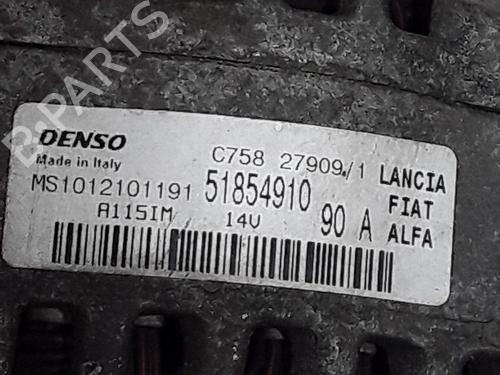 B-PARTS
DENSO
Made in Italy
C758 27909/1
LANCIA
MS1012101191
51854910
FIAT
A115IM
14V
90 A
ALFA